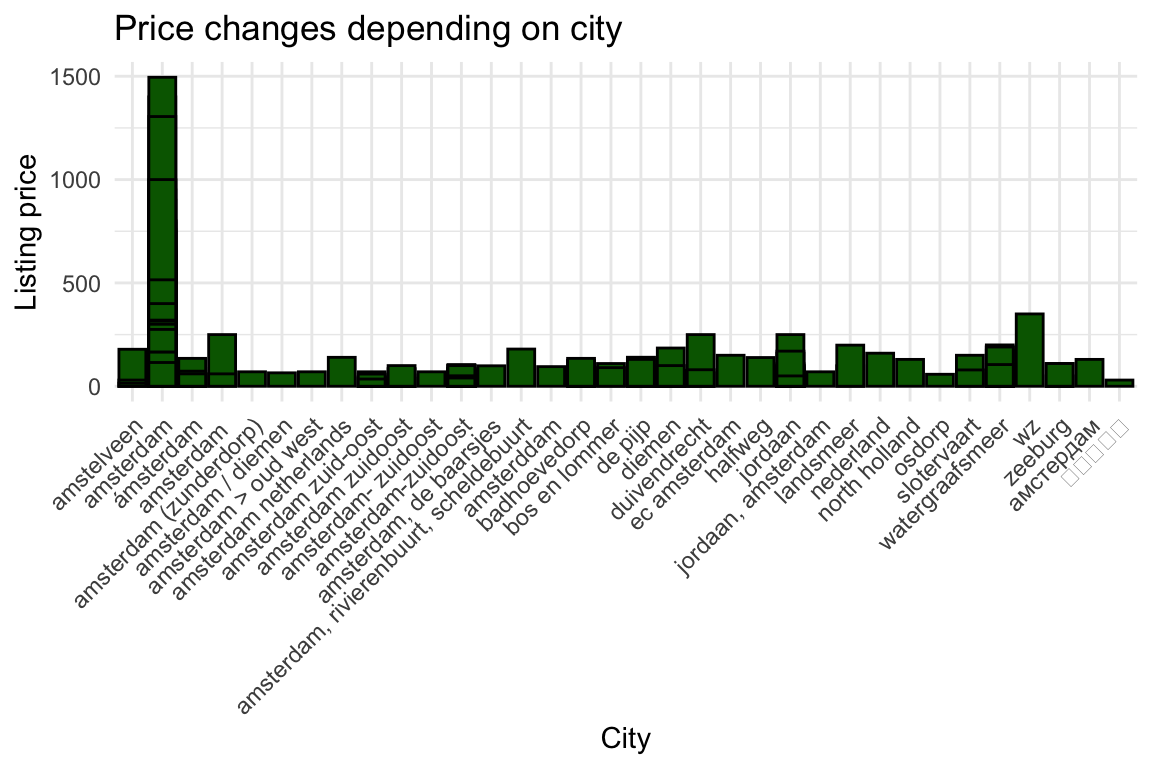 Price changes depending on city
Listing price
1500
1000
500
0
amstelveen
amsterdam
ámsterdam
amsterdam
amsterdam (zunderdorp)
amsterdam / diemen
amsterdam > oud west
amsterdam netherlands
amsterdam zuid-oost
amsterdam zuidoost
amsterdam- zuidoost
amsterdam-zuidoost
amsterdam, de baarsjes
amsterdam, rivierenbuurt, scheldebuurt
amsterddam
badhoevedorp
bos en lommer
de pijp
diemen
duivendrecht
ec amsterdam
halfweg
jordaan
jordaan, amsterdam
landsmeer
nederland
north holland
osdorp
slotervaart
watergraafsmeer
wz
zeeburg
амстердам
City